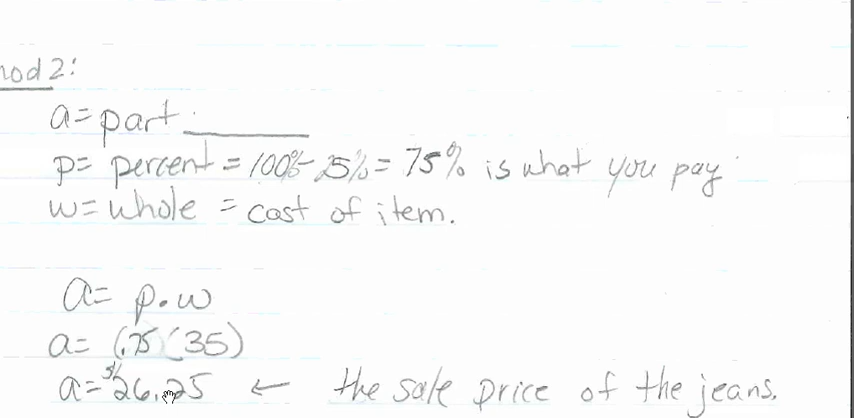 nod 2:
a = part
p = percent = 100% - 25% = 75% is what you pay
w = whole = cost of item.
a = p.w
a = (.75(35)
a = $26.25 ← the sale price of the jeans.